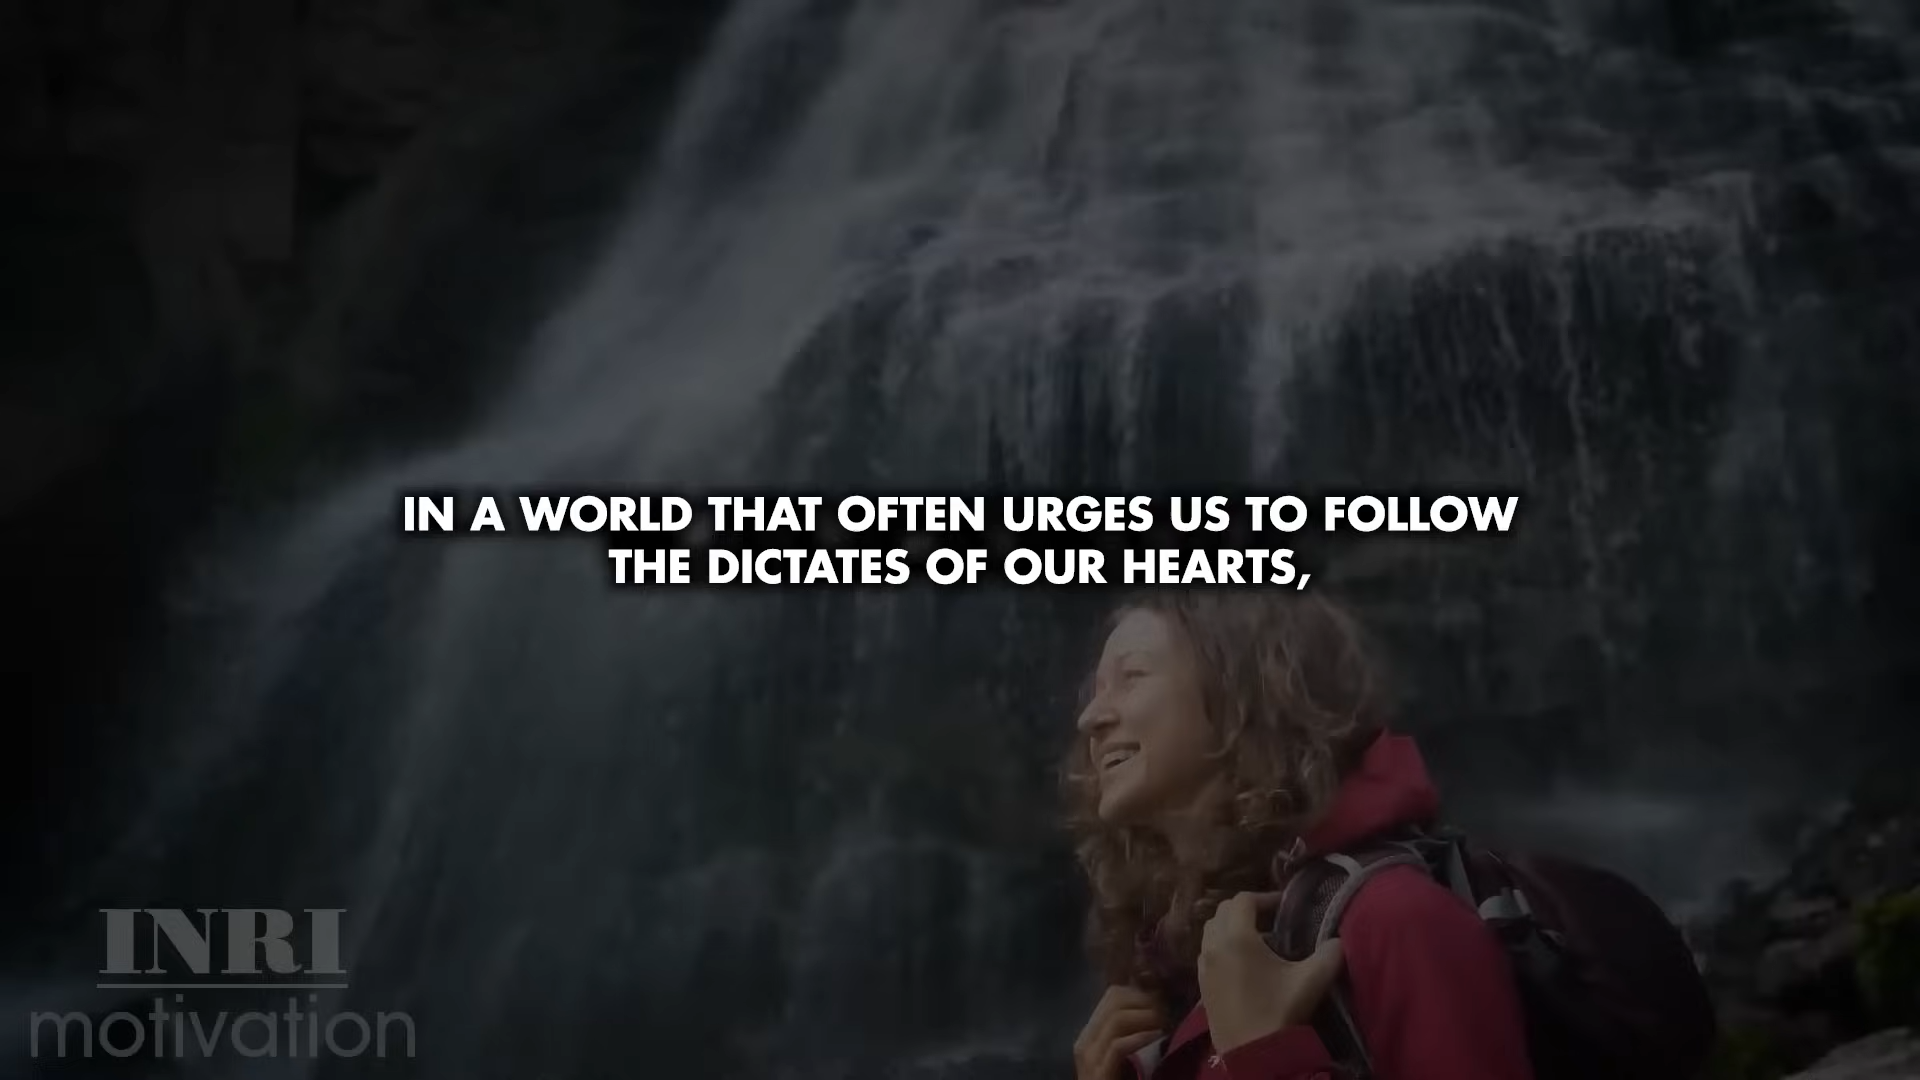 IN A WORLD THAT OFTEN URGES US TO FOLLOW
THE DICTATES OF OUR HEARTS,
INRI
motivation